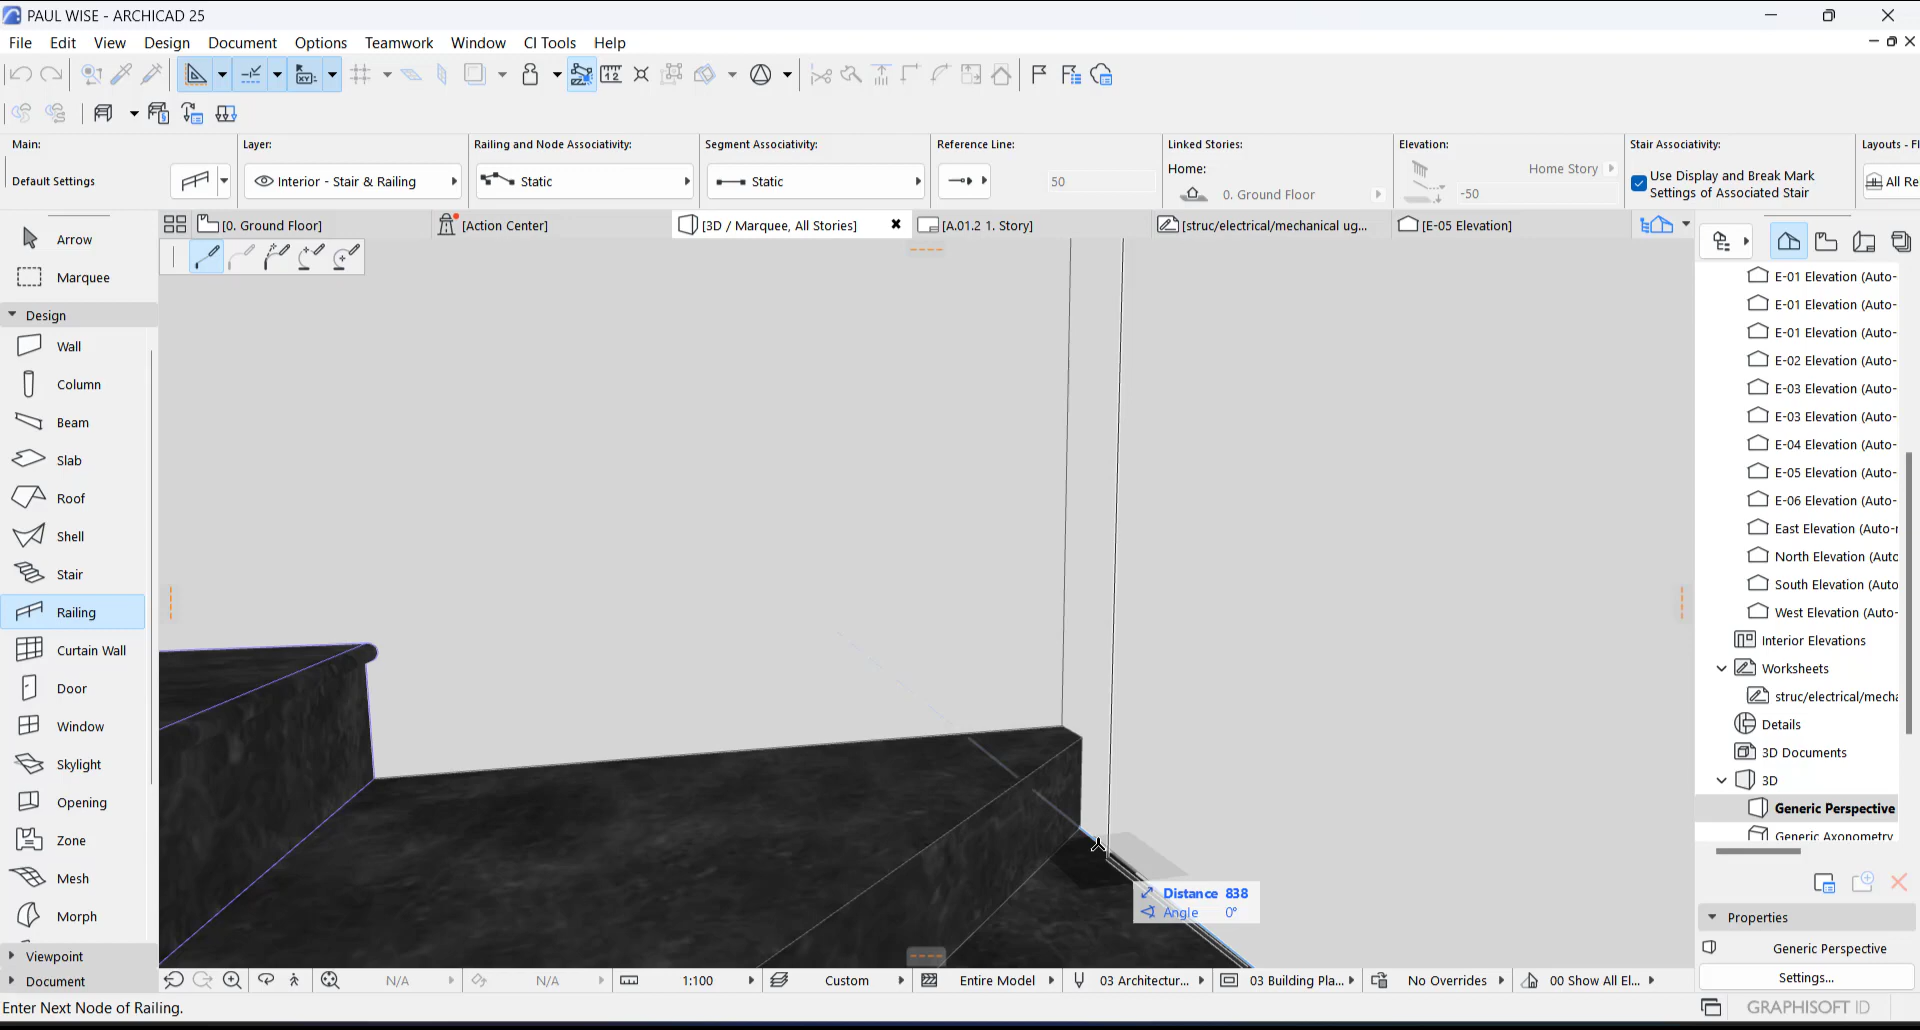 PAUL WISE - ARCHICAD 25
File Edit View Design Document Options Teamwork Window CI Tools Help
Main:
Default Settings
Layer:
Interior - Stair & Railing
Railing and Node Associativity:
Static
Segment Associativity:
Static
Reference Line:
50
Linked Stories:
Home:
0. Ground Floor
Elevation:
Home Story
-50
Stair Associativity:
Use Display and Break Mark
Settings of Associated Stair
Layouts - Fl
All Re
[0. Ground Floor]
[Action Center]
[3D / Marquee, All Stories]
[A.01.2 1. Story]
[struc/electrical/mechanical ug...
[E-05 Elevation]
Arrow
Marquee
Design
Wall
Column
Beam
Slab
Roof
Shell
Stair
Railing
Curtain Wall
Door
Window
Skylight
Opening
Zone
Mesh
Morph
Viewpoint
Document
Distance 838
Angle 0°
E-01 Elevation (Auto-
E-01 Elevation (Auto-
E-01 Elevation (Auto-
E-02 Elevation (Auto-
E-03 Elevation (Auto-
E-03 Elevation (Auto-
E-04 Elevation (Auto-
E-05 Elevation (Auto-
E-06 Elevation (Auto-
East Elevation (Auto-r
North Elevation (Auto
South Elevation (Auto
West Elevation (Auto-
Interior Elevations
Worksheets
struc/electrical/mecha
Details
3D Documents
3D
Generic Perspective
Generic Axonometry
Properties
Generic Perspective
Settings...
N/A
N/A
1:100
Custom
Entire Model
03 Architectur...
03 Building Pla...
No Overrides
00 Show All El...
Enter Next Node of Railing.
GRAPHISOFT ID